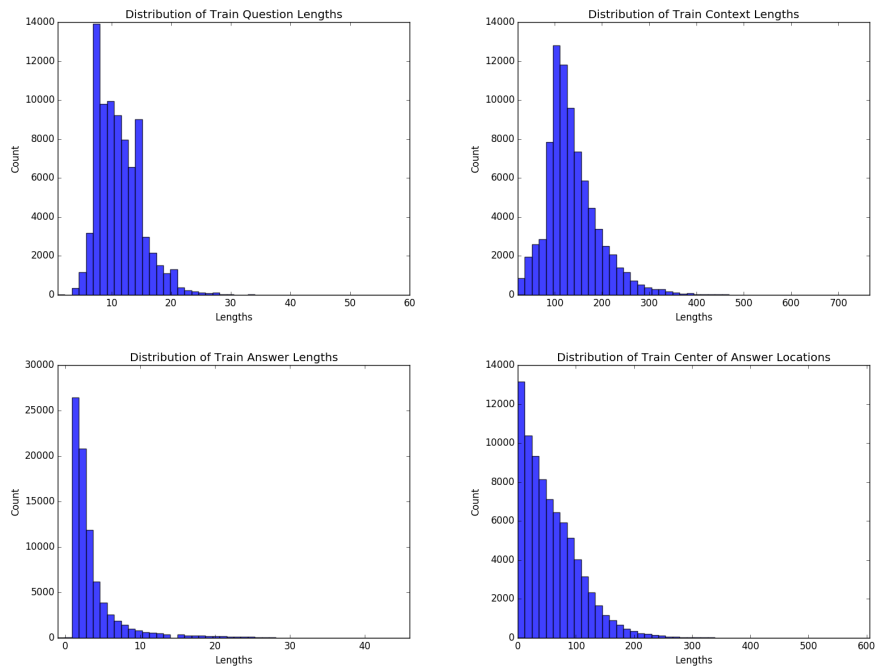 Distribution of Train Question Lengths
14000
12000
10000
8000
6000
4000
2000
0
Count
10 20 30 40 50 60
Lengths
Distribution of Train Context Lengths
14000
12000
10000
8000
6000
4000
2000
0
Count
100 200 300 400 500 600 700
Lengths
Distribution of Train Answer Lengths
30000
25000
20000
15000
10000
5000
0
Count
0 10 20 30 40
Lengths
Distribution of Train Center of Answer Locations
14000
12000
10000
8000
6000
4000
2000
0
Count
0 100 200 300 400 500 600
Lengths